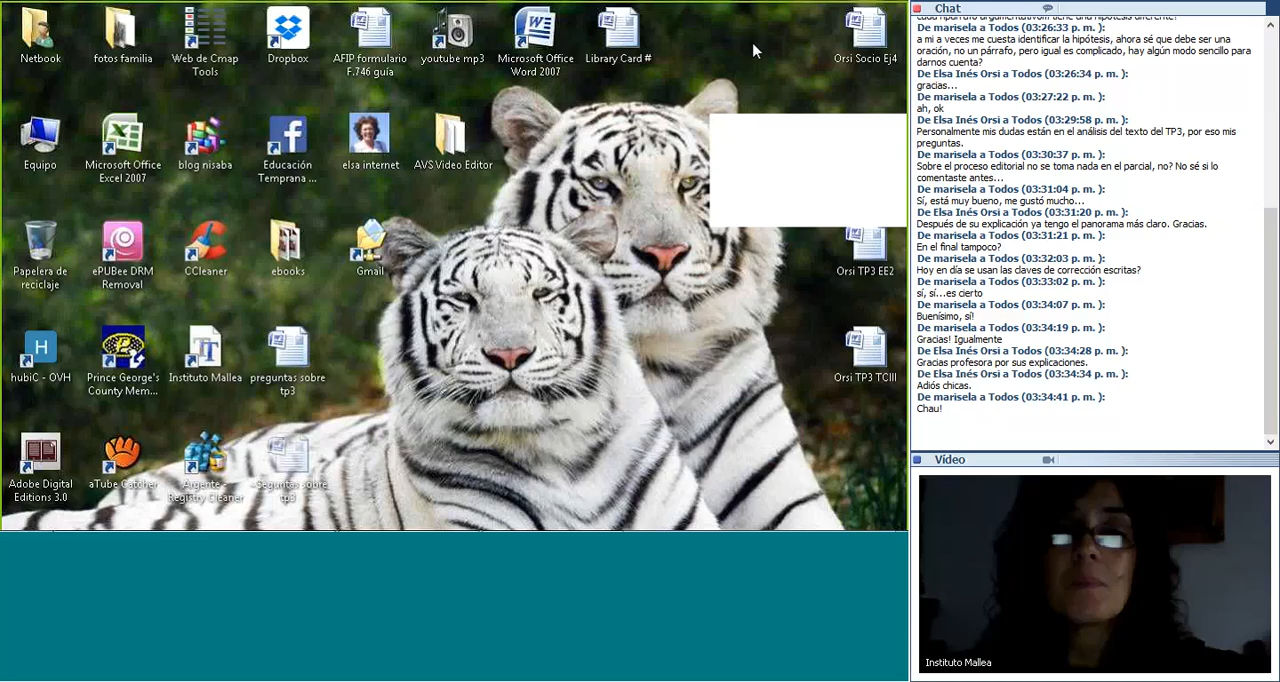 Netbook
fotos familia
Web de Cmap
Tools
Dropbox
AFIP formulario
F.746 guía
youtube mp3
Microsoft Office
Word 2007
Library Card #
Orsi Socio Ej4
Equipo
Microsoft Office
Excel 2007
blog nisaba
Educación
Temprana ...
elsa internet
AVS Video Editor
Papelera de
reciclaje
ePUBee DRM
Removal
CCleaner
ebooks
Gmail
Orsi TP3 EE2
hubiC - OVH
Prince George's
County Mem...
Instituto Mallea
preguntas sobre
tp3
Orsi TP3 TCIII
Adobe Digital
Editions 3.0
aTube Catcher
Argente -
Registry Cleaner
tp3
Chat
De marisela a Todos (03:26:33 p. m. ):
a mi a veces me cuesta identificar la hipótesis, ahora sé que debe ser una
oración, no un párrafo, pero igual es complicado, hay algún modo sencillo para
darnos cuenta?
De Elsa Inés Orsi a Todos (03:26:34 p. m. ):
gracias...
De marisela a Todos (03:27:22 p. m. ):
ah, ok
De Elsa Inés Orsi a Todos (03:29:58 p. m. ):
Personalmente mis dudas están en el análisis del texto del TP3, por eso mis
preguntas.
De marisela a Todos (03:30:37 p. m. ):
Sobre el proceso editorial no se toma nada en el parcial, no? No sé si lo
comentaste antes...
De marisela a Todos (03:31:04 p. m. ):
Sí, está muy bueno, me gustó mucho...
De Elsa Inés Orsi a Todos (03:31:20 p. m. ):
Después de su explicación ya tengo el panorama más claro. Gracias.
De marisela a Todos (03:31:21 p. m. ):
En el final tampoco?
De marisela a Todos (03:32:03 p. m. ):
Hoy en día se usan las claves de corrección escritas?
De marisela a Todos (03:33:02 p. m. ):
sí, sí...es cierto
De marisela a Todos (03:34:07 p. m. ):
Buenísimo, sí!
De marisela a Todos (03:34:19 p. m. ):
Gracias! Igualmente
De Elsa Inés Orsi a Todos (03:34:28 p. m. ):
Gracias profesora por sus explicaciones.
De Elsa Inés Orsi a Todos (03:34:34 p. m. ):
Adiós chicas.
De marisela a Todos (03:34:41 p. m. ):
Chau!
Vídeo
Instituto Mallea